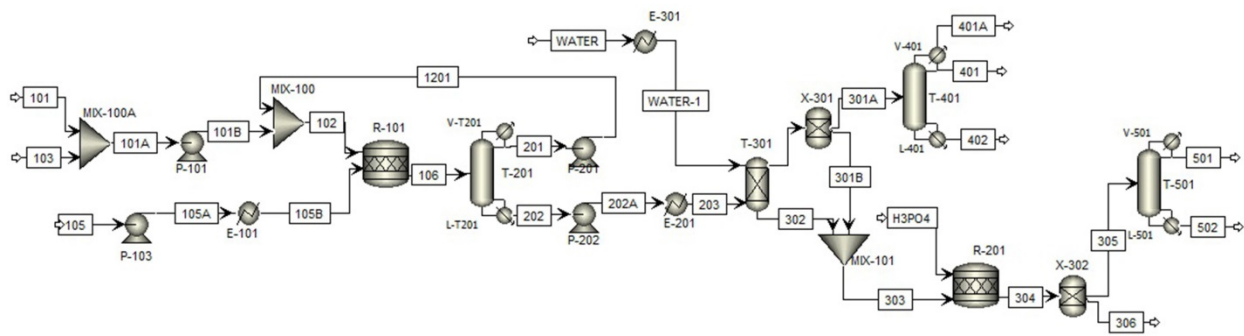 E-301
WATER
401A
V-401
401
T-401
L-401
402
X-301
301A
301B
1201
MIX-100
WATER-1
101
MIX-100A
103
101A
101B
P-101
102
R-101
106
V-T201
201
T-201
P-201
L-T201
202
P-202
202A
E-201
203
T-301
302
105
P-103
105A
E-101
105B
H3PO4
MIX-101
303
R-201
304
X-302
305
306
V-501
501
T-501
L-501
502